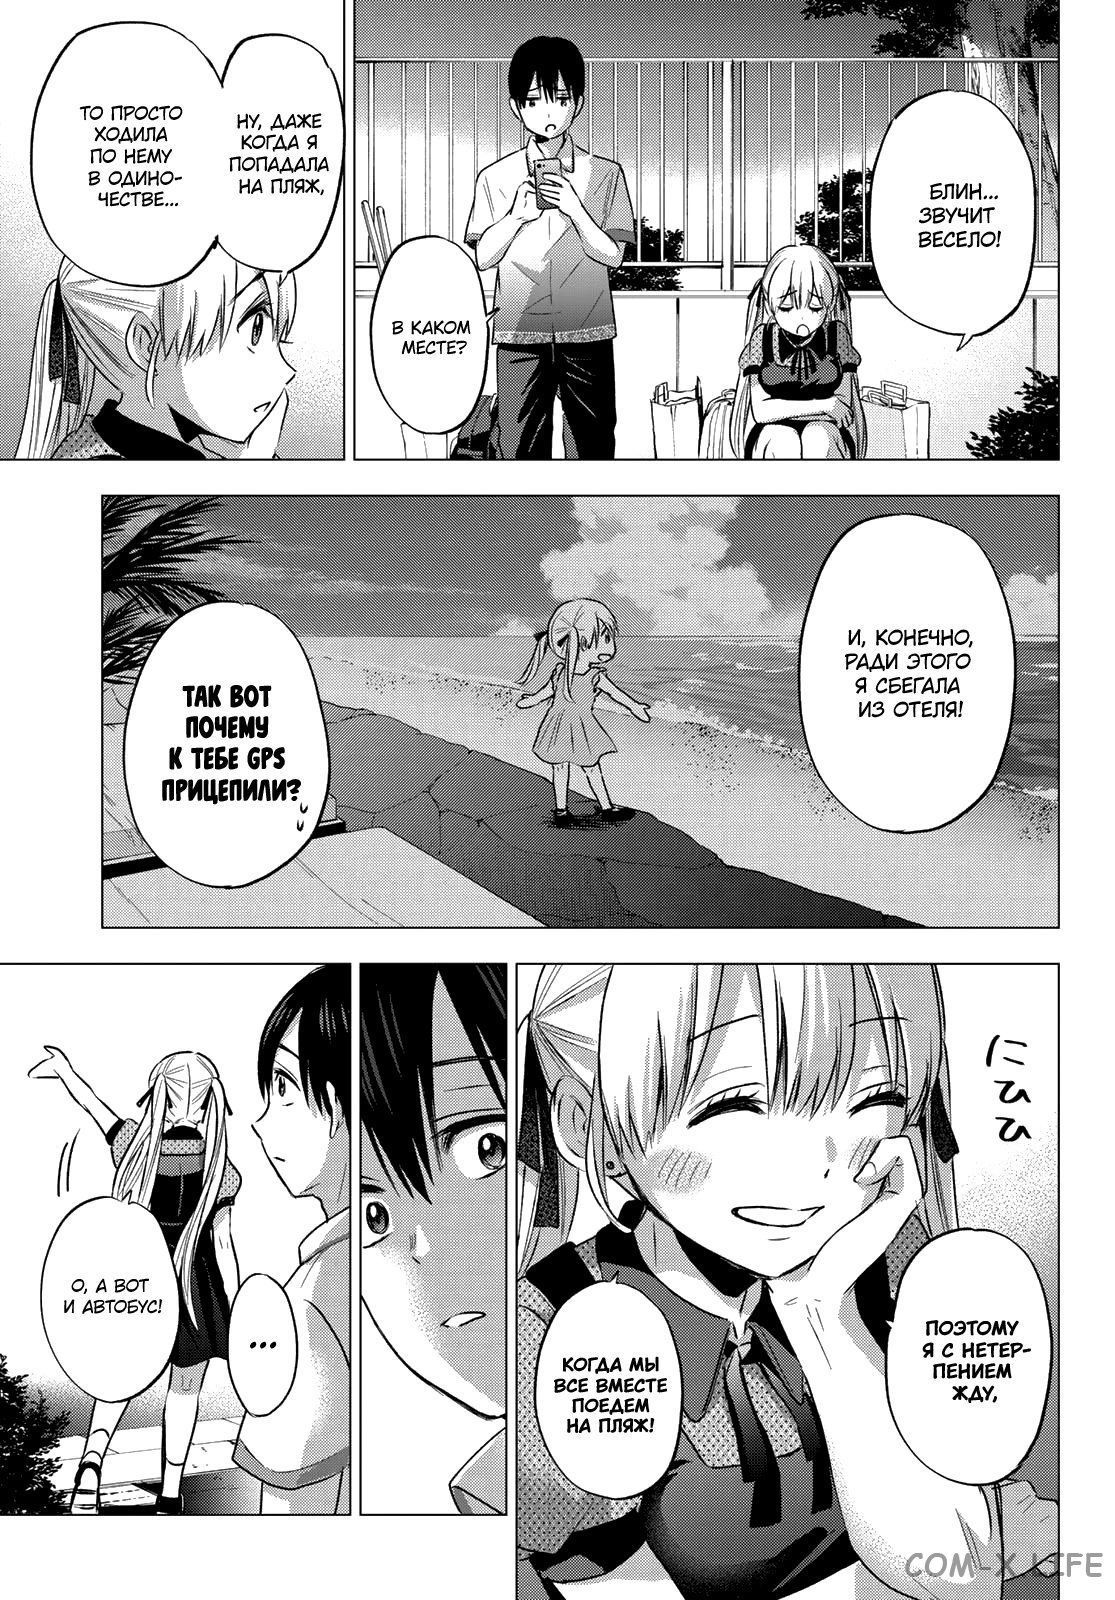 БЛИН...
ЗВУЧИТ
ВЕСЕЛО!
В КАКОМ
МЕСТЕ?
НУ, ДАЖЕ
КОГДА Я
ПОПАДАЛА
НА ПЛЯЖ,
ТО ПРОСТО
ХОДИЛА
ПО НЕМУ
В ОДИНО-
ЧЕСТВЕ...
И, КОНЕЧНО,
РАДИ ЭТОГО
Я СБЕГАЛА
ИЗ ОТЕЛЯ!
ТАК ВОТ
ПОЧЕМУ
К ТЕБЕ GPS
ПРИЦЕПИЛИ?
にひひ
ПОЭТОМУ
Я С НЕТЕР-
ПЕНИЕМ
ЖДУ,
КОГДА МЫ
ВСЕ ВМЕСТЕ
ПОЕДЕМ
НА ПЛЯЖ!
...
О, А ВОТ
И АВТОБУС!
COM-X LIFE